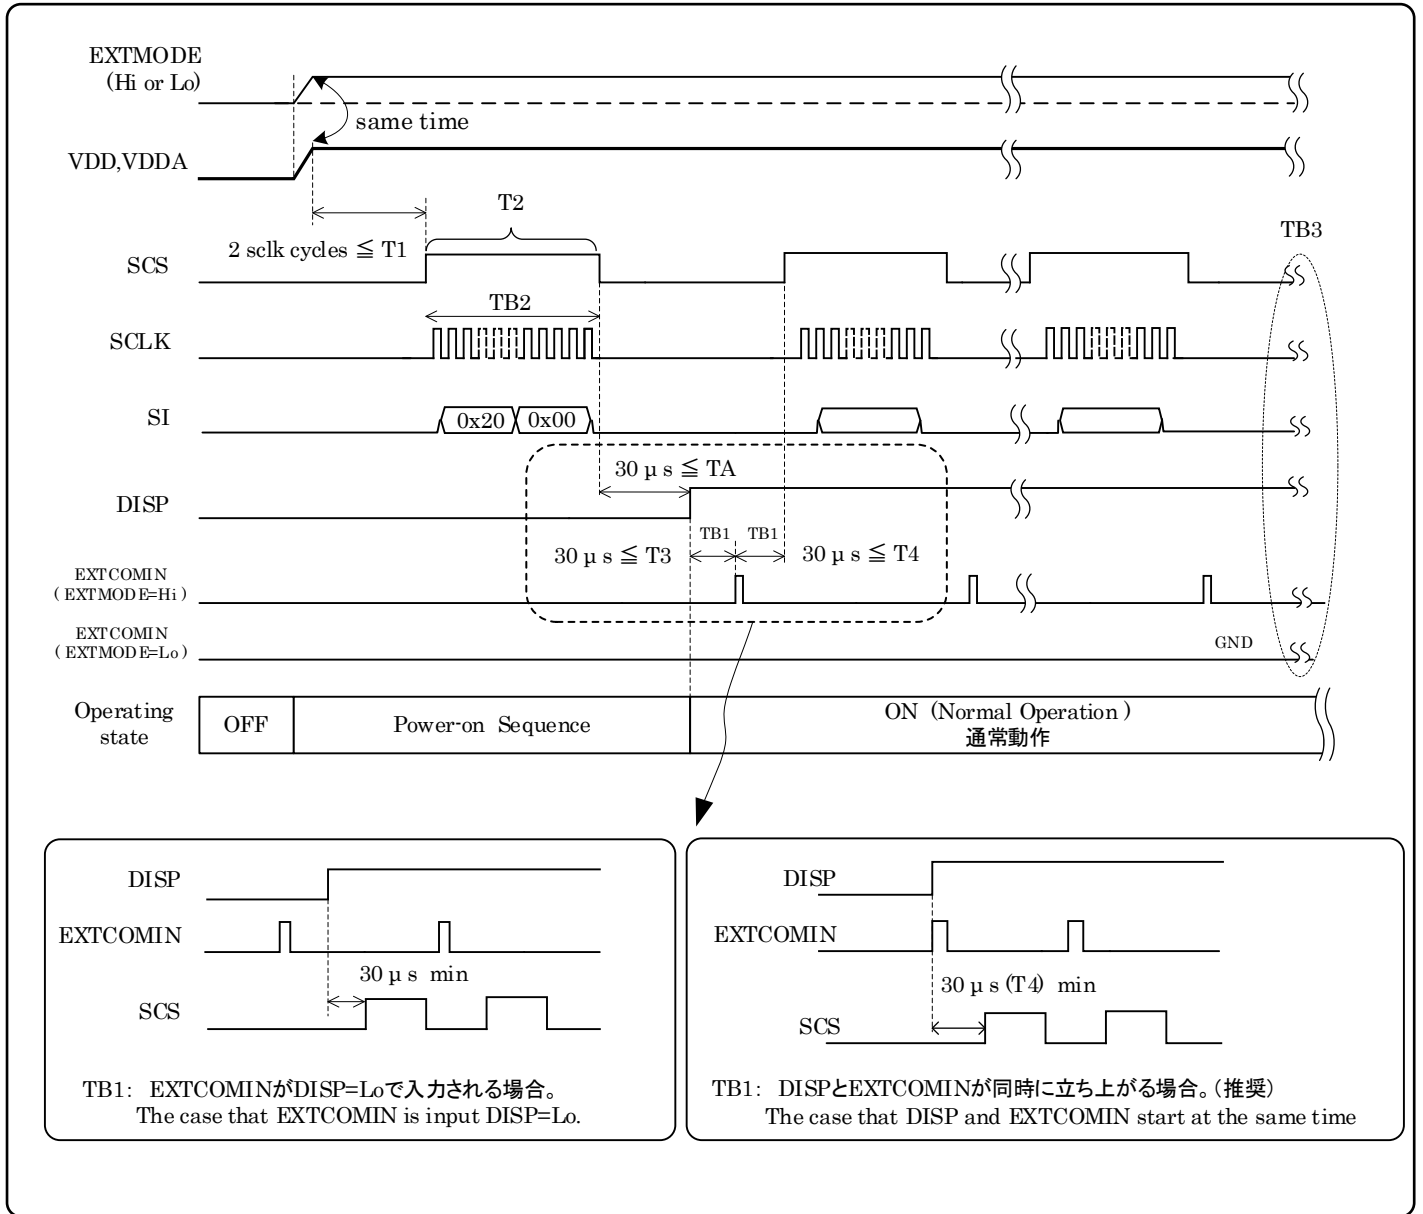 EXTMODE
(Hi or Lo)
same time
VDD,VDDA
T2
2 sclk cycles ≦ T1
TB3
SCS
TB2
SCLK
SI
0x20
0x00
30 µ s ≦ TA
DISP
TB1
TB1
30 µ s ≦ T3
30 µ s ≦ T4
EXTCOMIN
( EXTMODE=Hi )
EXTCOMIN
( EXTMODE=Lo )
GND
Operating
state
OFF
Power-on Sequence
ON (Normal Operation )
通常動作
DISP
EXTCOMIN
30 µ s min
SCS
TB1: EXTCOMINがDISP=Loで入力される場合。
The case that EXTCOMIN is input DISP=Lo.
DISP
EXTCOMIN
30 µ s (T4) min
SCS
TB1: DISPとEXTCOMINが同時に立ち上がる場合。(推奨)
The case that DISP and EXTCOMIN start at the same time